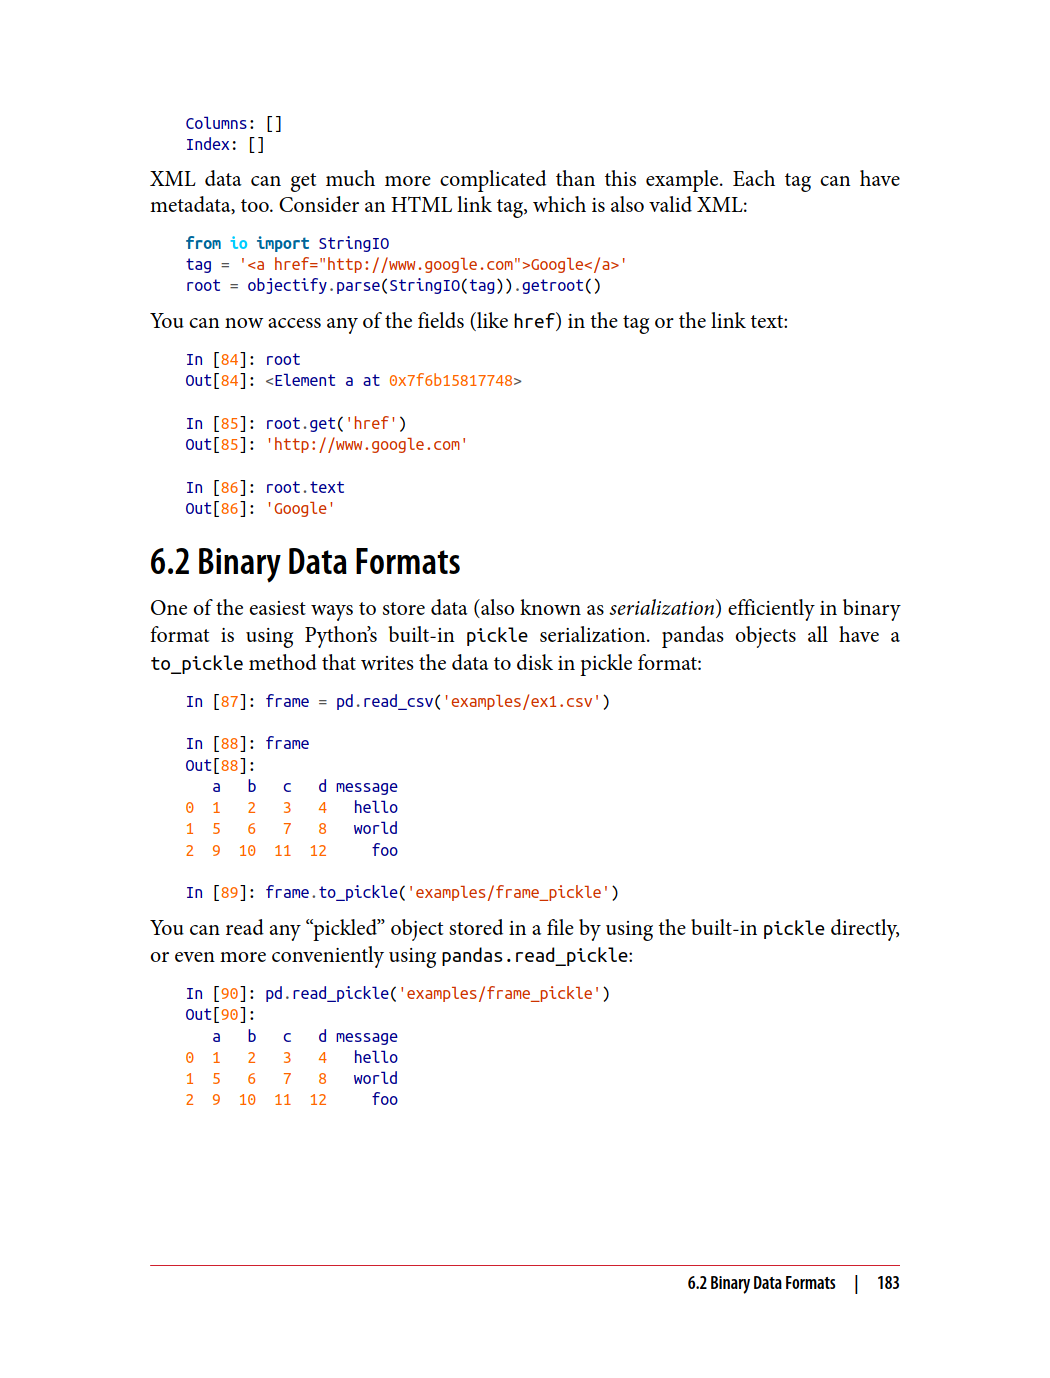 Columns: []
Index: []
XML data can get much more complicated than this example. Each tag can have
metadata, too. Consider an HTML link tag, which is also valid XML:
from io import StringIO
tag = '<a href="http://www.google.com">Google</a>'
root = objectify.parse(StringIO(tag)).getroot()
You can now access any of the fields (like href) in the tag or the link text:
In [84]: root
Out[84]: <Element a at 0x7f6b15817748>
In [85]: root.get('href')
Out[85]: 'http://www.google.com'
In [86]: root.text
Out[86]: 'Google'
6.2 Binary Data Formats
One of the easiest ways to store data (also known as serialization) efficiently in binary
format is using Python’s built-in pickle serialization. pandas objects all have a
to_pickle method that writes the data to disk in pickle format:
In [87]: frame = pd.read_csv('examples/ex1.csv')
In [88]: frame
Out[88]:
   a   b   c   d message
0  1   2   3   4   hello
1  5   6   7   8   world
2  9  10  11  12     foo
In [89]: frame.to_pickle('examples/frame_pickle')
You can read any “pickled” object stored in a file by using the built-in pickle directly,
or even more conveniently using pandas.read_pickle:
In [90]: pd.read_pickle('examples/frame_pickle')
Out[90]:
   a   b   c   d message
0  1   2   3   4   hello
1  5   6   7   8   world
2  9  10  11  12     foo
6.2 Binary Data Formats | 183